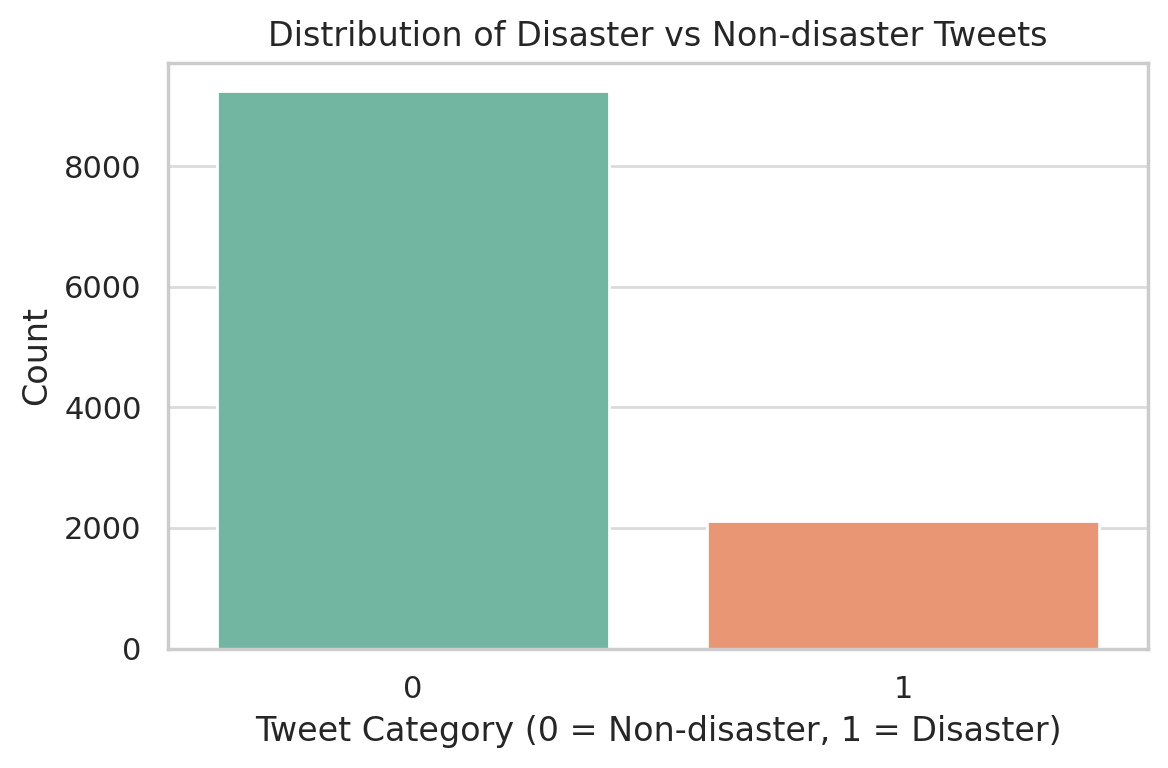 Distribution of Disaster vs Non-disaster Tweets
8000
6000
4000
2000
0
Count
0 1
Tweet Category (0 = Non-disaster, 1 = Disaster)